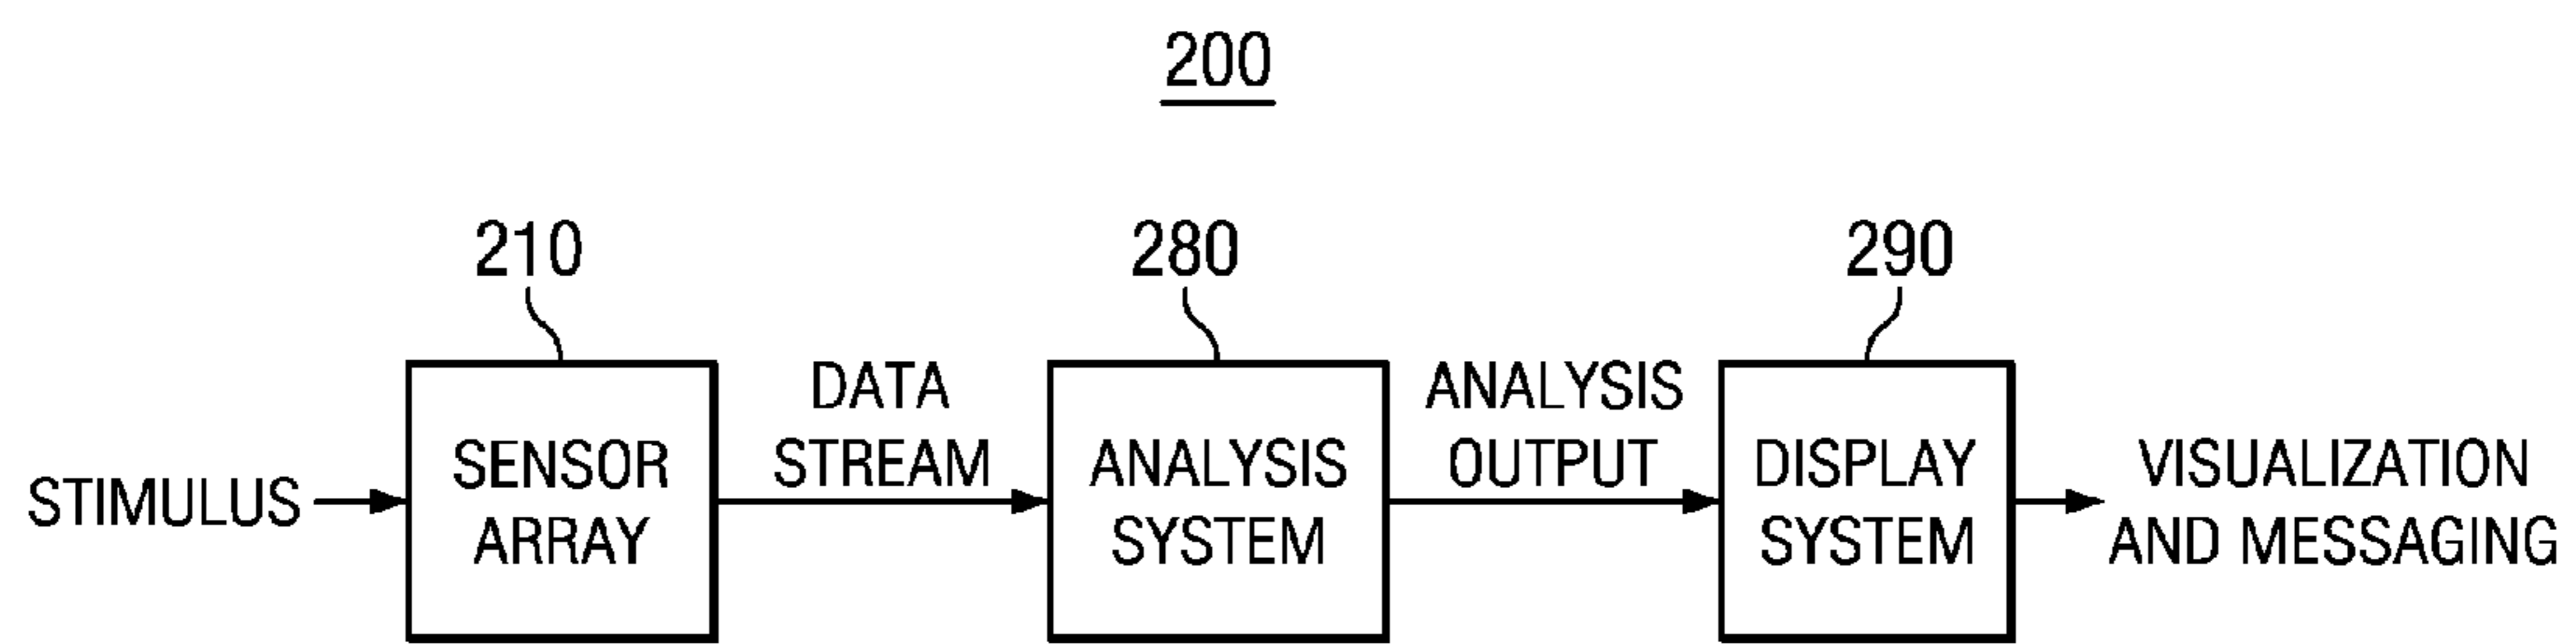 200
210
280
290
STIMULUS
SENSOR
ARRAY
DATA
STREAM
ANALYSIS
SYSTEM
ANALYSIS
OUTPUT
DISPLAY
SYSTEM
VISUALIZATION
AND MESSAGING